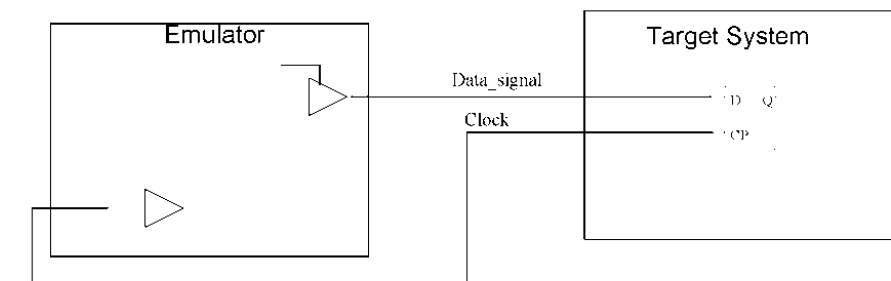 Emulator
Target System
Data_signal
D Q
Clock
CP